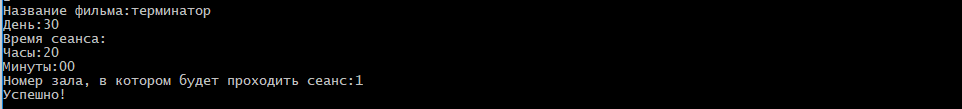 Название фильма:терминатор
День:30
Время сеанса:
Часы:20
Минуты:00
Номер зала, в котором будет проходить сеанс:1
Успешно!